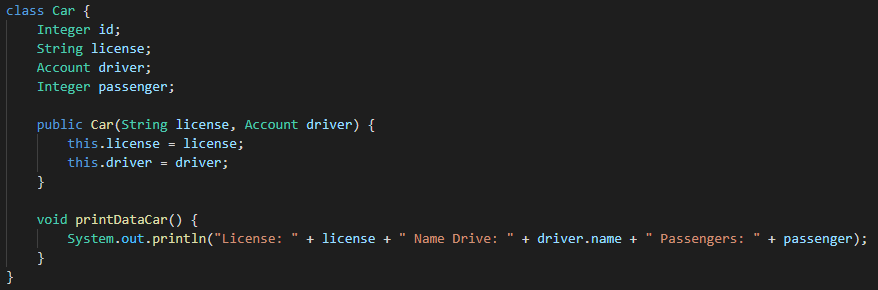 class Car {
    Integer id;
    String license;
    Account driver;
    Integer passenger;

    public Car(String license, Account driver) {
        this.license = license;
        this.driver = driver;
    }

    void printDataCar() {
        System.out.println("License: " + license + " Name Drive: " + driver.name + " Passengers: " + passenger);
    }
}